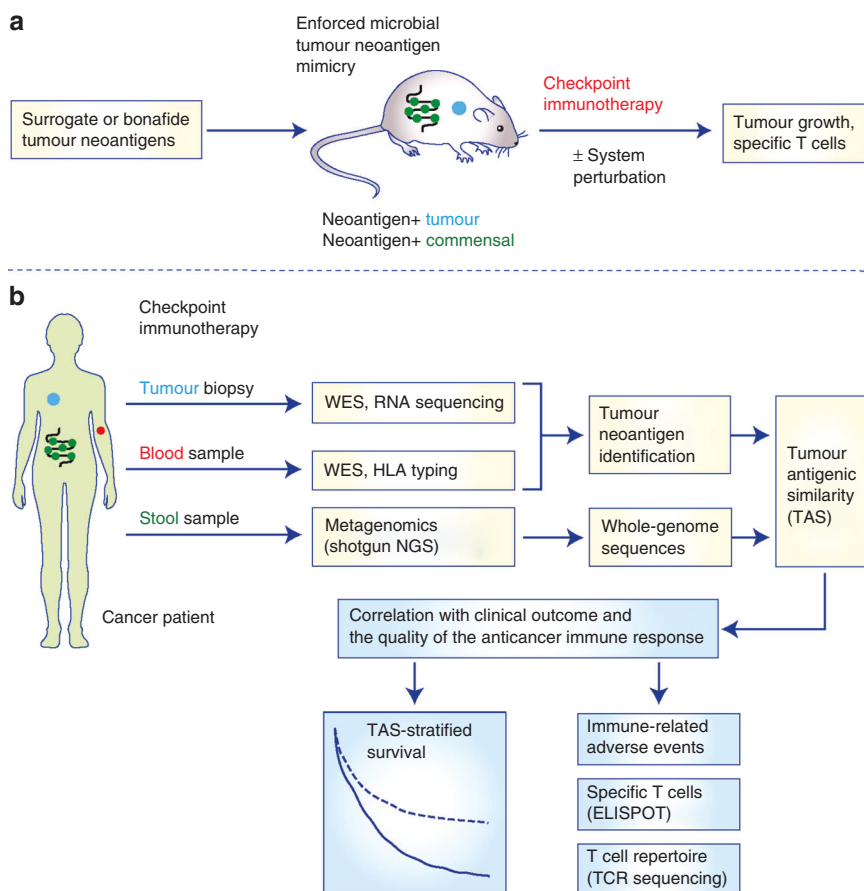 a
Enforced microbial
tumour neoantigen
mimicry
Surrogate or bonafide
tumour neoantigens
Checkpoint
immunotherapy
± System
perturbation
Tumour growth,
specific T cells
Neoantigen+ tumour
Neoantigen+ commensal
b
Checkpoint
immunotherapy
Tumour biopsy
WES, RNA sequencing
Blood sample
WES, HLA typing
Tumour
neoantigen
identification
Stool sample
Metagenomics
(shotgun NGS)
Whole-genome
sequences
Tumour
antigenic
similarity
(TAS)
Cancer patient
Correlation with clinical outcome and
the quality of the anticancer immune response
TAS-stratified
survival
Immune-related
adverse events
Specific T cells
(ELISPOT)
T cell repertoire
(TCR sequencing)